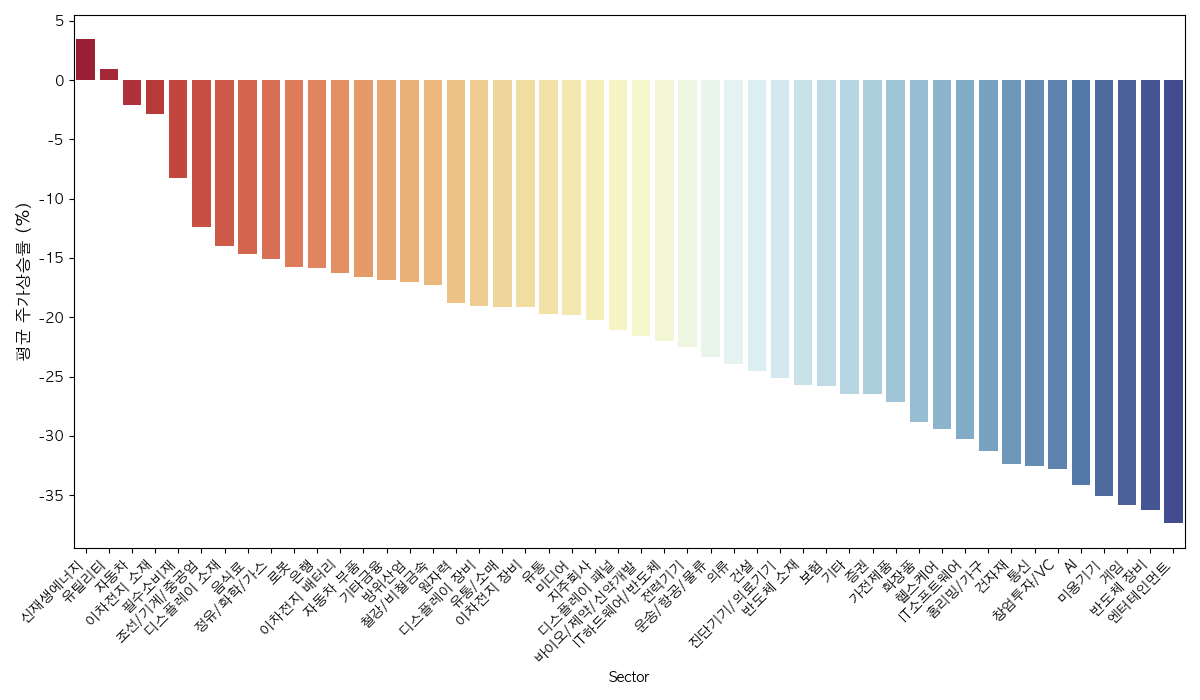 5
0
-5
-10
-15
-20
-25
-30
-35
평균 주가상승률 (%)
신재생에너지
유틸리티
자동차
이차전지 소재
필수소비재
조선/기계/중공업
디스플레이 소재
음식료
정유/화학/가스
로봇
은행
이차전지 배터리
자동차 부품
기타금융
방위산업
철강/비철금속
원자력
디스플레이 장비
유통/소매
이차전지 장비
유통
미디어
지주회사
디스플레이 패널
바이오/제약/신약개발
IT하드웨어/반도체
전력기기
운송/항공/물류
의류
건설
진단기기/의료기기
반도체 소재
보험
기타
증권
가전제품
화장품
헬스케어
IT소프트웨어
홈리빙/가구
건자재
통신
창업투자/VC
AI
미용기기
게임
반도체 장비
엔터테인먼트
Sector